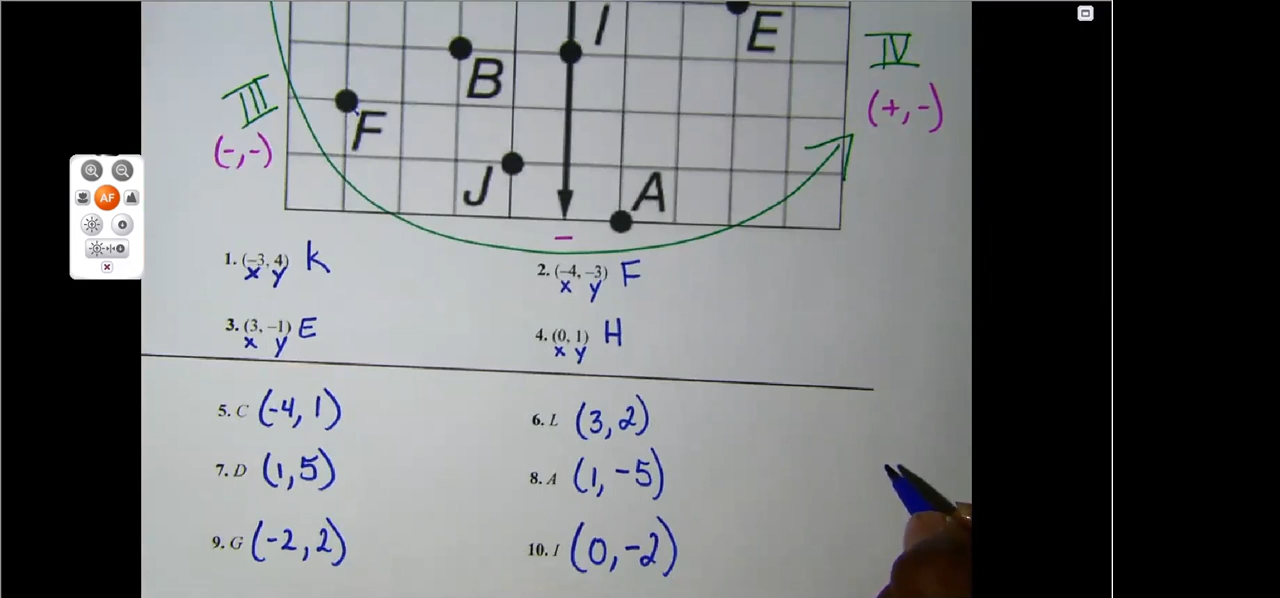 I
E
IV
B
III
F
(+,-)
(-,-)
J
A
-
1. (–3, 4) K
x y
2. (–4, –3) F
x y
3. (3, –1) E
x y
4. (0, 1) H
x y
5. C (-4, 1)
6. L (3, 2)
7. D (1, 5)
8. A (1, -5)
9. G (-2, 2)
10. I (0, -2)
AF